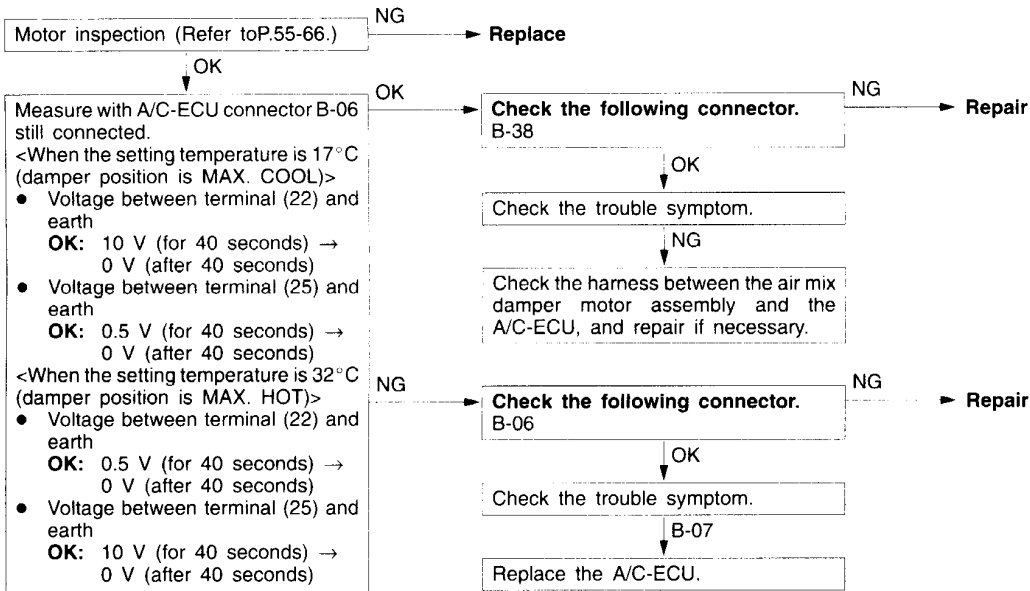 Motor inspection (Refer toP.55-66.)
NG
Replace
OK
Measure with A/C-ECU connector B-06
still connected.
<When the setting temperature is 17°C
(damper position is MAX. COOL)>
● Voltage between terminal (22) and
earth
OK: 10 V (for 40 seconds) →
0 V (after 40 seconds)
● Voltage between terminal (25) and
earth
OK: 0.5 V (for 40 seconds) →
0 V (after 40 seconds)
<When the setting temperature is 32°C
(damper position is MAX. HOT)>
● Voltage between terminal (22) and
earth
OK: 0.5 V (for 40 seconds) →
0 V (after 40 seconds)
● Voltage between terminal (25) and
earth
OK: 10 V (for 40 seconds) →
0 V (after 40 seconds)
OK
Check the following connector.
B-38
NG
Repair
OK
Check the trouble symptom.
NG
Check the harness between the air mix
damper motor assembly and the
A/C-ECU, and repair if necessary.
NG
Check the following connector.
B-06
NG
Repair
OK
Check the trouble symptom.
B-07
Replace the A/C-ECU.